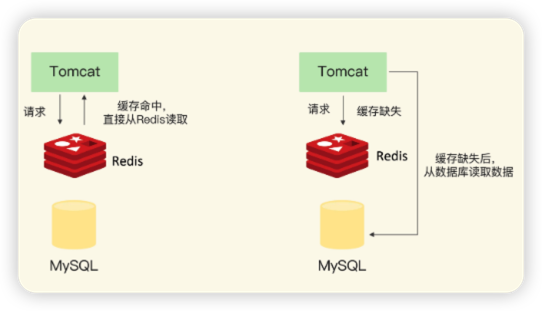 Tomcat
请求
缓存命中，
直接从Redis读取
Redis
MySQL
Tomcat
请求
缓存缺失
Redis
缓存缺失后，
从数据库读取数据
MySQL